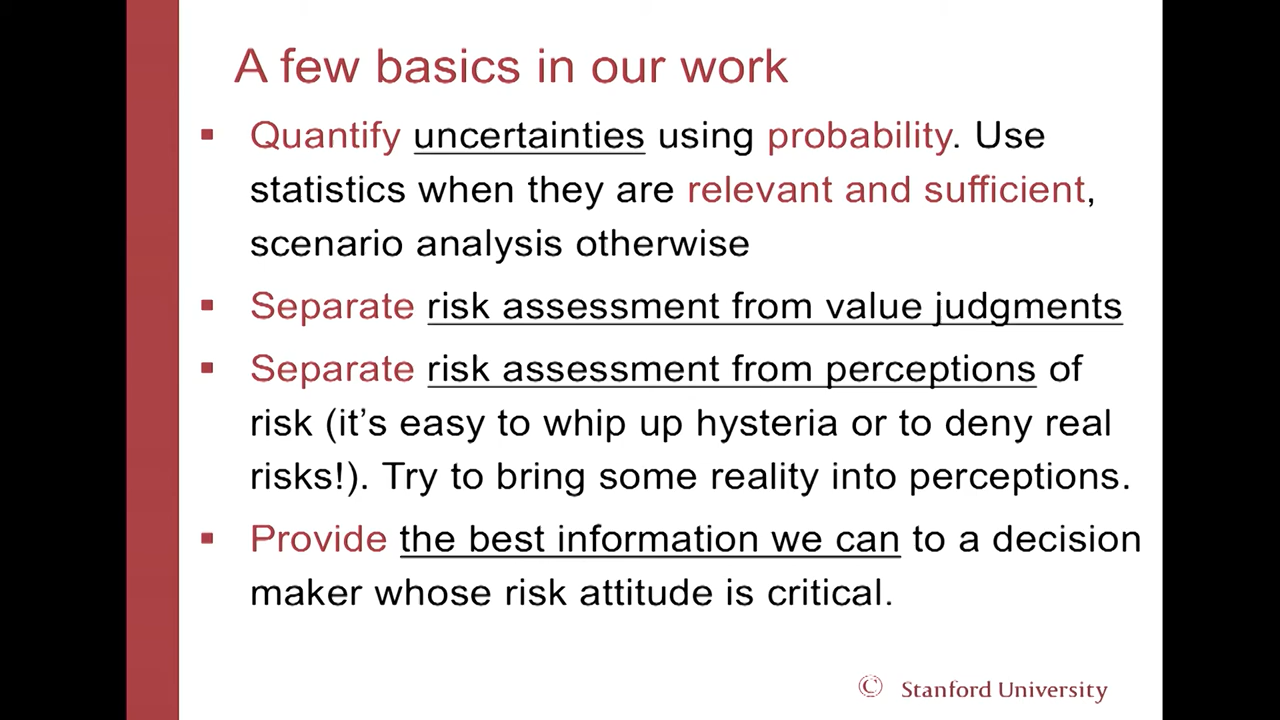 A few basics in our work
▪ Quantify uncertainties using probability. Use
statistics when they are relevant and sufficient,
scenario analysis otherwise
▪ Separate risk assessment from value judgments
▪ Separate risk assessment from perceptions of
risk (it’s easy to whip up hysteria or to deny real
risks!). Try to bring some reality into perceptions.
▪ Provide the best information we can to a decision
maker whose risk attitude is critical.
© Stanford University